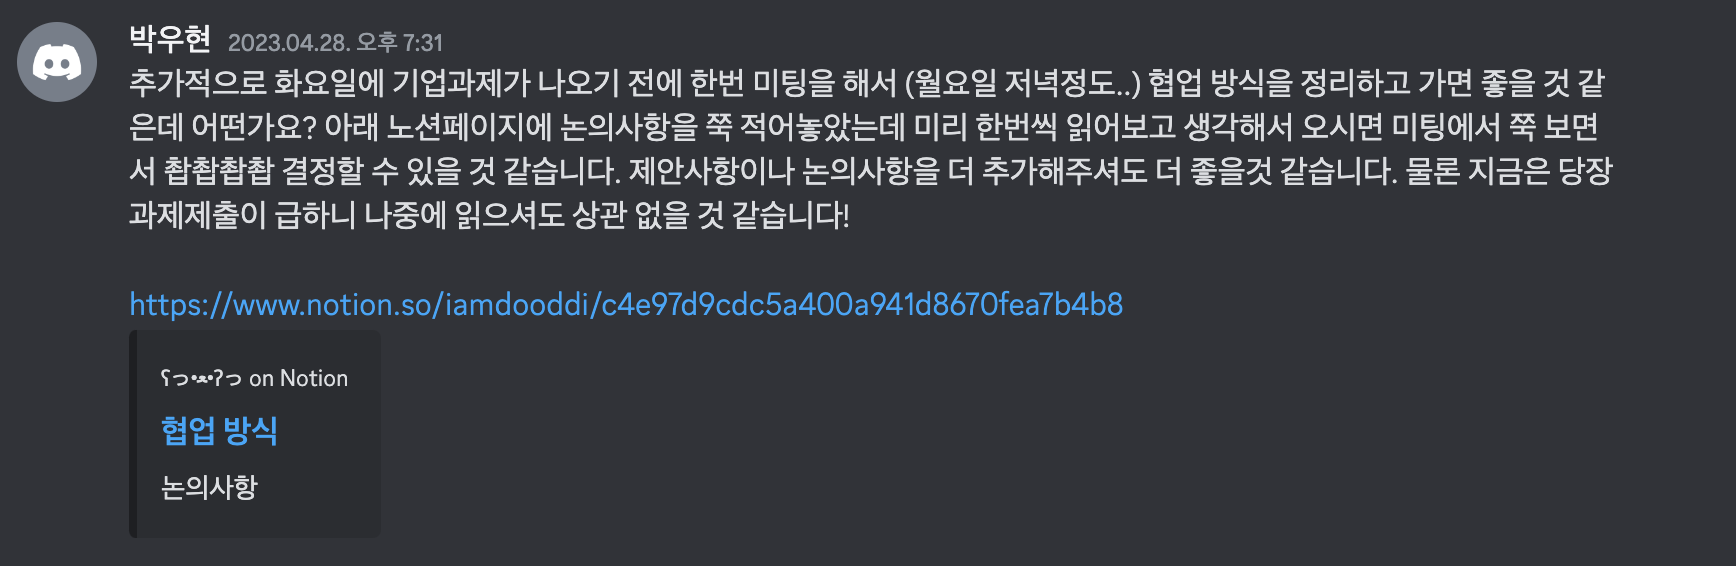 박우현 2023.04.28. 오후 7:31
추가적으로 화요일에 기업과제가 나오기 전에 한번 미팅을 해서 (월요일 저녁정도..) 협업 방식을 정리하고 가면 좋을 것 같
은데 어떤가요? 아래 노션페이지에 논의사항을 쭉 적어놓았는데 미리 한번씩 읽어보고 생각해서 오시면 미팅에서 쭉 보면
서 촵촵촵촵 결정할 수 있을 것 같습니다. 제안사항이나 논의사항을 더 추가해주셔도 더 좋을것 같습니다. 물론 지금은 당장
과제제출이 급하니 나중에 읽으셔도 상관 없을 것 같습니다!
https://www.notion.so/iamdooddi/c4e97d9cdc5a400a941d8670fea7b4b8
ʕっ•ᴥ•ʔっ on Notion
협업 방식
논의사항